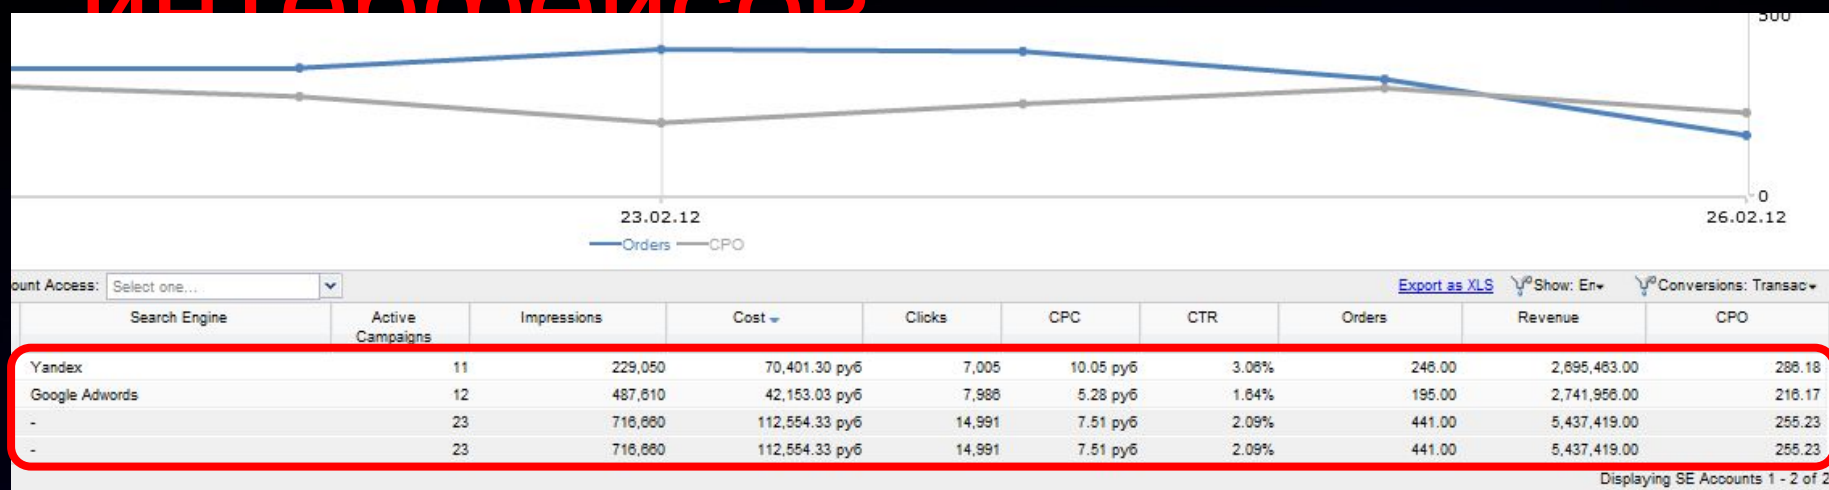 интерфейсов
500
0
23.02.12 26.02.12
Orders CPO
ount Access: Select one... Export as XLS Show: En Conversions: Transac
Search Engine Active Campaigns Impressions Cost Clicks CPC CTR Orders Revenue CPO
Yandex 11 229,050 70,401.30 руб 7,005 10.05 руб 3.06% 246.00 2,695,463.00 286.18
Google Adwords 12 487,610 42,153.03 руб 7,986 5.28 руб 1.64% 195.00 2,741,956.00 216.17
- 23 716,660 112,554.33 руб 14,991 7.51 руб 2.09% 441.00 5,437,419.00 255.23
- 23 716,660 112,554.33 руб 14,991 7.51 руб 2.09% 441.00 5,437,419.00 255.23
Displaying SE Accounts 1 - 2 of 2